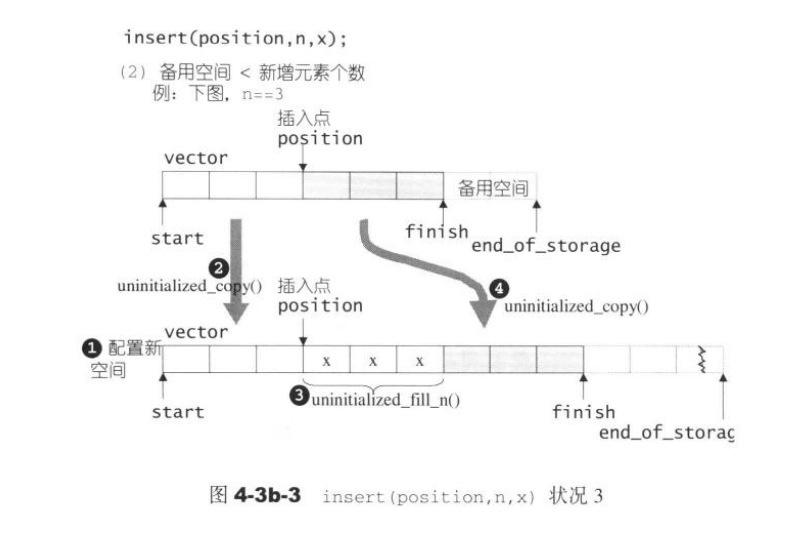 insert(position,n,x);
(2) 备用空间 < 新增元素个数
例：下图，n==3
插入点
position
vector
备用空间
start
finish
end_of_storage
❷
uninitialized_copy()
插入点
position
❹
uninitialized_copy()
vector
❶ 配置新
空间
x x x
❸ uninitialized_fill_n()
start
finish
end_of_storag
图 4-3b-3 insert(position,n,x) 状况 3